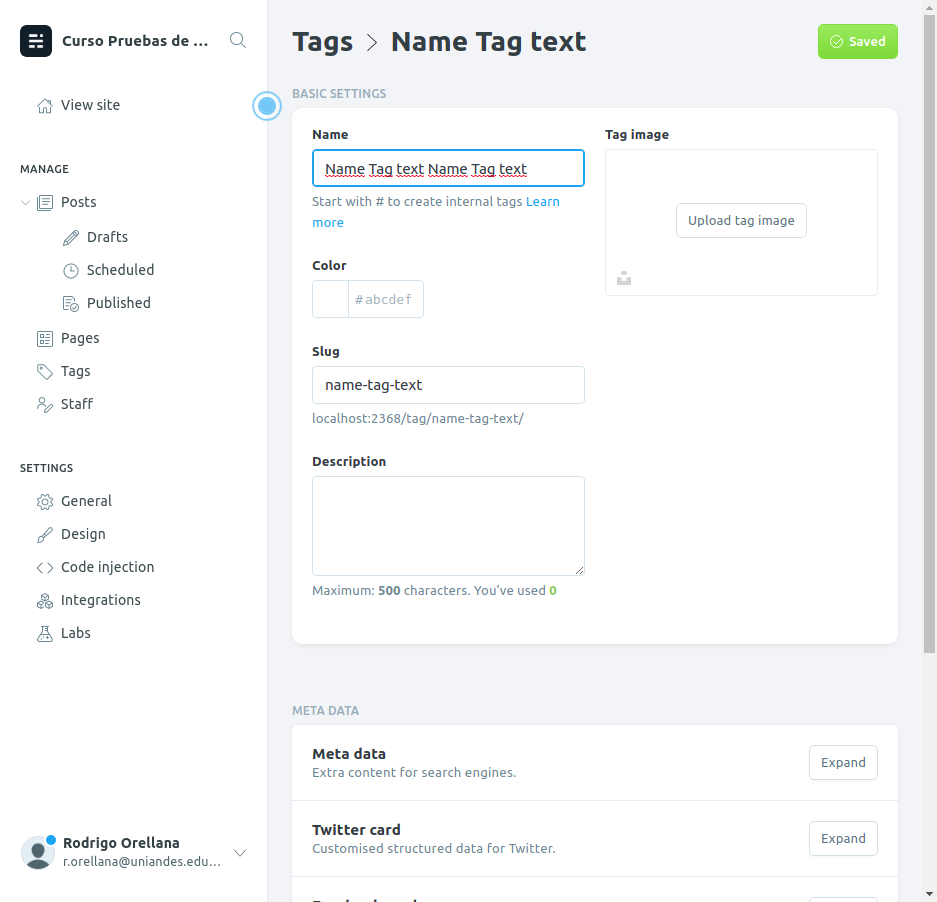 Curso Pruebas de ...
View site
MANAGE
Posts
Drafts
Scheduled
Published
Pages
Tags
Staff
SETTINGS
General
Design
Code injection
Integrations
Labs
Rodrigo Orellana
r.orellana@uniandes.edu...
Tags > Name Tag text
Saved
BASIC SETTINGS
Name
Name Tag text Name Tag text
Start with # to create internal tags Learn
more
Color
#abcdef
Slug
name-tag-text
localhost:2368/tag/name-tag-text/
Description
Maximum: 500 characters. You’ve used 0
Tag image
Upload tag image
META DATA
Meta data
Extra content for search engines.
Expand
Twitter card
Customised structured data for Twitter.
Expand